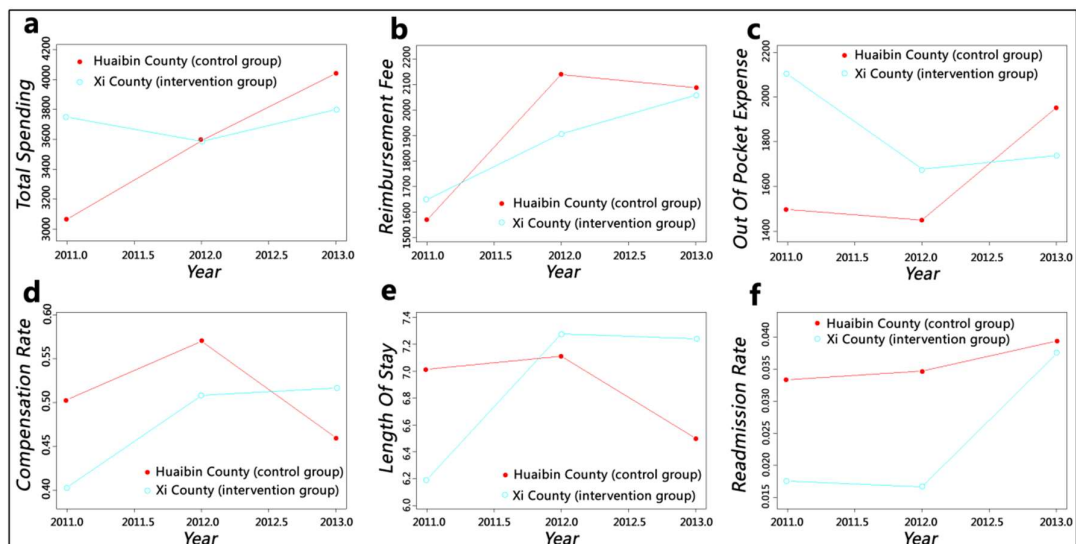 a
Total Spending
4200
4000
3800
3600
3400
3200
3000
Huaibin County (control group)
Xi County (intervention group)
2011.0 2011.5 2012.0 2012.5 2013.0
Year
b
Reimbursement Fee
2200
2100
2000
1900
1800
1700
1600
1500
Huaibin County (control group)
Xi County (intervention group)
2011.0 2011.5 2012.0 2012.5 2013.0
Year
c
Out Of Pocket Expense
2200
2000
1800
1600
1400
Huaibin County (control group)
Xi County (intervention group)
2011.0 2011.5 2012.0 2012.5 2013.0
Year
d
Compensation Rate
0.60
0.55
0.50
0.45
0.40
Huaibin County (control group)
Xi County (intervention group)
2011.0 2011.5 2012.0 2012.5 2013.0
Year
e
Length Of Stay
7.4
7.2
7.0
6.8
6.6
6.4
6.2
6.0
Huaibin County (control group)
Xi County (intervention group)
2011.0 2011.5 2012.0 2012.5 2013.0
Year
f
Readmission Rate
0.040
0.035
0.030
0.025
0.020
0.015
Huaibin County (control group)
Xi County (intervention group)
2011.0 2011.5 2012.0 2012.5 2013.0
Year